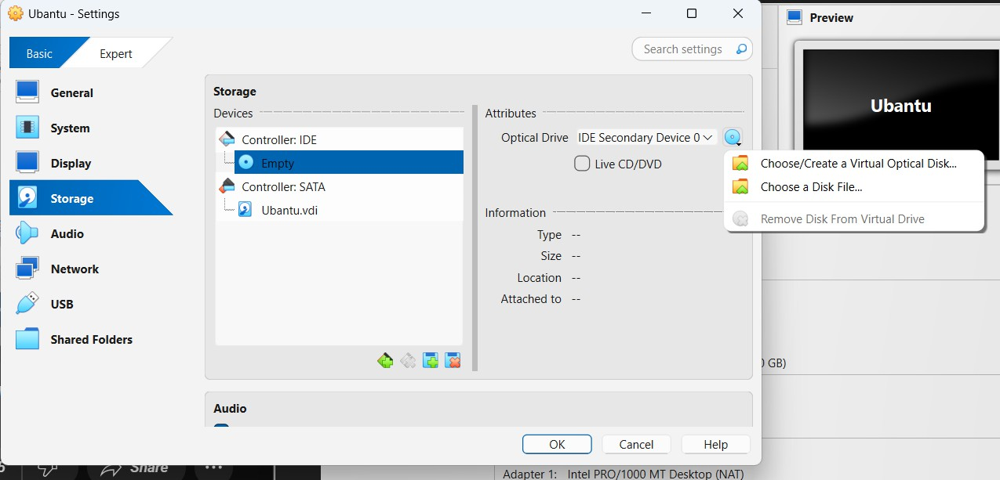 Ubantu - Settings
Preview
Basic
Expert
Search settings
General
System
Display
Storage
Audio
Network
USB
Shared Folders
Storage
Devices
Controller: IDE
Empty
Controller: SATA
Ubantu.vdi
Attributes
Optical Drive IDE Secondary Device 0
Live CD/DVD
Information
Type --
Size --
Location --
Attached to --
Ubantu
Choose/Create a Virtual Optical Disk...
Choose a Disk File...
Remove Disk From Virtual Drive
GB)
Audio
OK
Cancel
Help
Share
Adapter 1: Intel PRO/1000 MT Desktop (NAT)